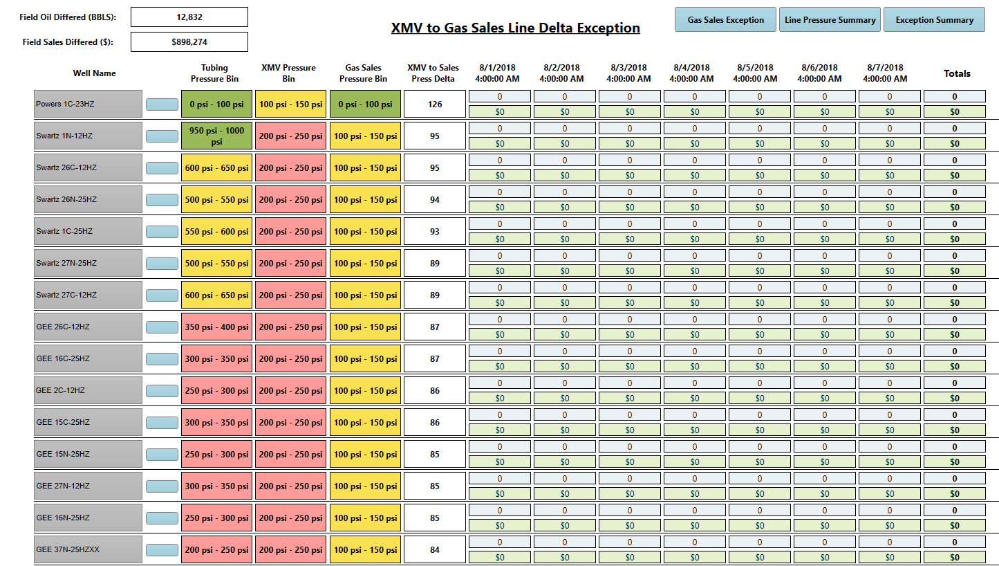 Field Oil Differed (BBLS): 12,832
Field Sales Differed ($): $898,274
XMV to Gas Sales Line Delta Exception
Gas Sales Exception Line Pressure Summary Exception Summary
Well Name Tubing Pressure Bin XMV Pressure Bin Gas Sales Pressure Bin XMV to Sales Press Delta 8/1/2018 4:00:00 AM 8/2/2018 4:00:00 AM 8/3/2018 4:00:00 AM 8/4/2018 4:00:00 AM 8/5/2018 4:00:00 AM 8/6/2018 4:00:00 AM 8/7/2018 4:00:00 AM Totals
Powers 1C-23HZ 0 psi - 100 psi 100 psi - 150 psi 0 psi - 100 psi 126 0 0 0 0 0 0 0 0
$0 $0 $0 $0 $0 $0 $0 $0
Swartz 1N-12HZ 950 psi - 1000 psi 200 psi - 250 psi 100 psi - 150 psi 95 0 0 0 0 0 0 0 0
$0 $0 $0 $0 $0 $0 $0 $0
Swartz 26C-12HZ 600 psi - 650 psi 200 psi - 250 psi 100 psi - 150 psi 95 0 0 0 0 0 0 0 0
$0 $0 $0 $0 $0 $0 $0 $0
Swartz 26N-25HZ 500 psi - 550 psi 200 psi - 250 psi 100 psi - 150 psi 94 0 0 0 0 0 0 0 0
$0 $0 $0 $0 $0 $0 $0 $0
Swartz 1C-25HZ 550 psi - 600 psi 200 psi - 250 psi 100 psi - 150 psi 93 0 0 0 0 0 0 0 0
$0 $0 $0 $0 $0 $0 $0 $0
Swartz 27N-25HZ 500 psi - 550 psi 200 psi - 250 psi 100 psi - 150 psi 89 0 0 0 0 0 0 0 0
$0 $0 $0 $0 $0 $0 $0 $0
Swartz 27C-12HZ 600 psi - 650 psi 200 psi - 250 psi 100 psi - 150 psi 89 0 0 0 0 0 0 0 0
$0 $0 $0 $0 $0 $0 $0 $0
GEE 26C-12HZ 350 psi - 400 psi 200 psi - 250 psi 100 psi - 150 psi 87 0 0 0 0 0 0 0 0
$0 $0 $0 $0 $0 $0 $0 $0
GEE 16C-25HZ 300 psi - 350 psi 200 psi - 250 psi 100 psi - 150 psi 87 0 0 0 0 0 0 0 0
$0 $0 $0 $0 $0 $0 $0 $0
GEE 2C-12HZ 250 psi - 300 psi 200 psi - 250 psi 100 psi - 150 psi 86 0 0 0 0 0 0 0 0
$0 $0 $0 $0 $0 $0 $0 $0
GEE 15C-25HZ 300 psi - 350 psi 200 psi - 250 psi 100 psi - 150 psi 86 0 0 0 0 0 0 0 0
$0 $0 $0 $0 $0 $0 $0 $0
GEE 15N-25HZ 250 psi - 300 psi 200 psi - 250 psi 100 psi - 150 psi 85 0 0 0 0 0 0 0 0
$0 $0 $0 $0 $0 $0 $0 $0
GEE 27N-12HZ 300 psi - 350 psi 200 psi - 250 psi 100 psi - 150 psi 85 0 0 0 0 0 0 0 0
$0 $0 $0 $0 $0 $0 $0 $0
GEE 16N-25HZ 250 psi - 300 psi 200 psi - 250 psi 100 psi - 150 psi 85 0 0 0 0 0 0 0 0
$0 $0 $0 $0 $0 $0 $0 $0
GEE 37N-25HZXX 200 psi - 250 psi 200 psi - 250 psi 100 psi - 150 psi 84 0 0 0 0 0 0 0 0
$0 $0 $0 $0 $0 $0 $0 $0